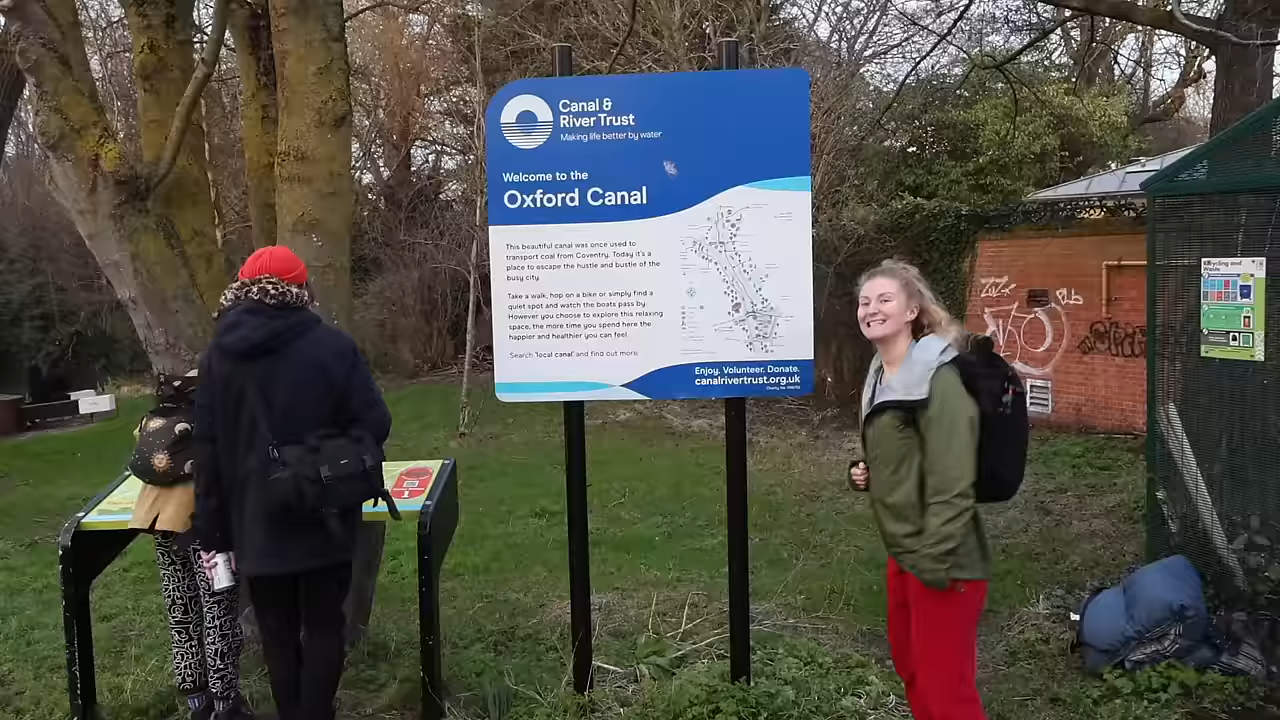 Canal &
River Trust
Making life better by water
Welcome to the
Oxford Canal
This beautiful canal was once used to
transport coal from Coventry. Today it's a
place to escape the hustle and bustle of the
busy city.
Take a walk, hop on a bike or simply find a
quiet spot and watch the boats pass by.
However you choose to explore this relaxing
space, the more time you spend here the
happier and healthier you can feel.
Search 'local canal' and find out more.
Enjoy. Volunteer. Donate.
canalrivertrust.org.uk
Recycling and
Waste